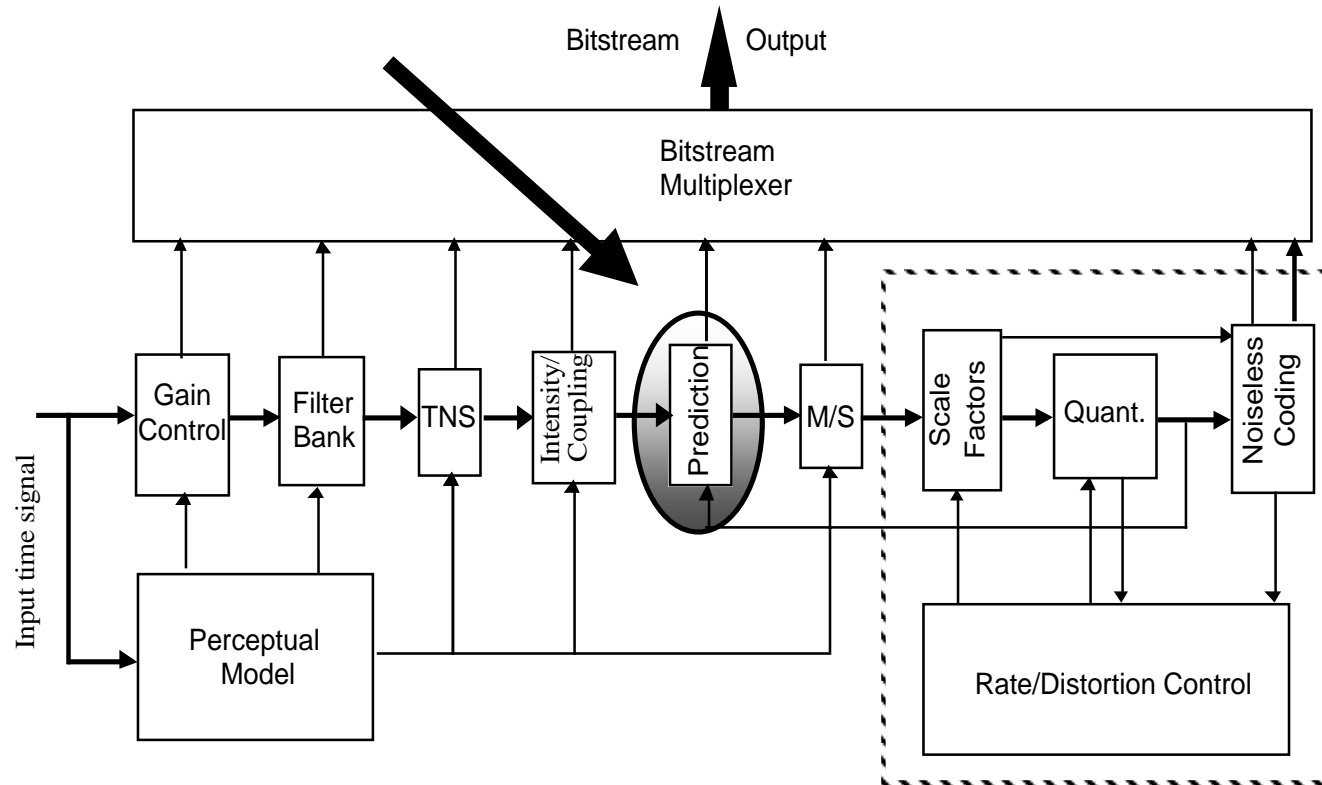 Bitstream Output
Bitstream
Multiplexer
Gain
Control
Filter
Bank
TNS
Intensity/
Coupling
Prediction
M/S
Scale
Factors
Quant.
Noiseless
Coding
Input time signal
Perceptual
Model
Rate/Distortion Control